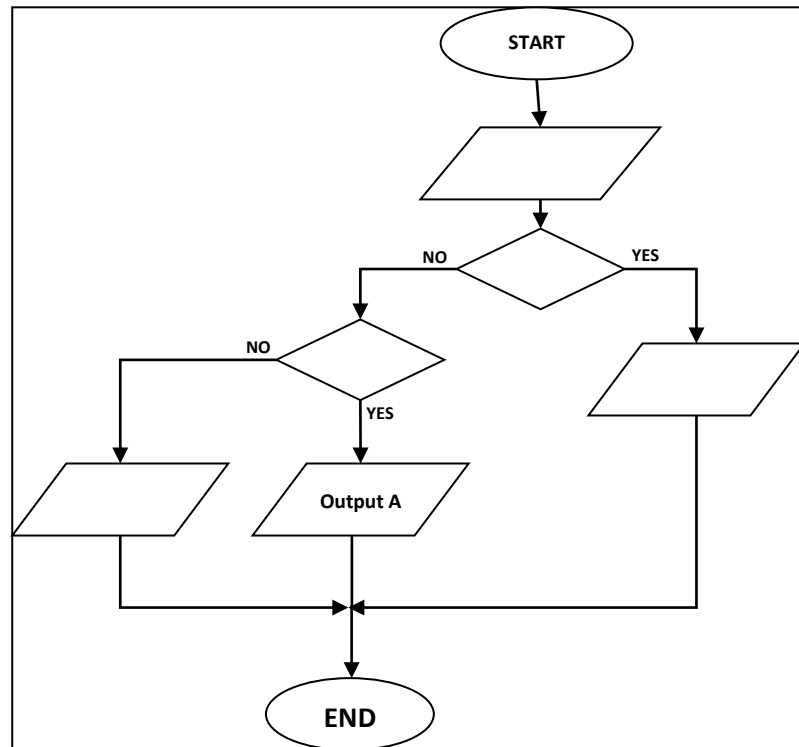 START
NO
YES
NO
YES
Output A
END